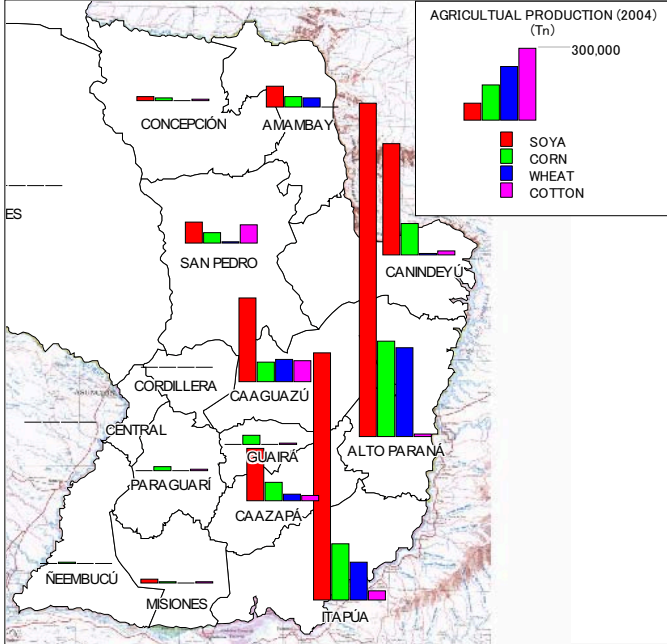 AGRICULTUAL PRODUCTION (2004)
(Tn)
300,000
SOYA
CORN
WHEAT
COTTON
CONCEPCIÓN
AMAMBAY
ES
SAN PEDRO
CANINDEYÚ
CORDILLERA
CAAGUAZÚ
CENTRAL
GUAIRÁ
ALTO PARANÁ
PARAGUARÍ
CAAZAPÁ
ÑEEMBUCÚ
MISIONES
ITAPÚA